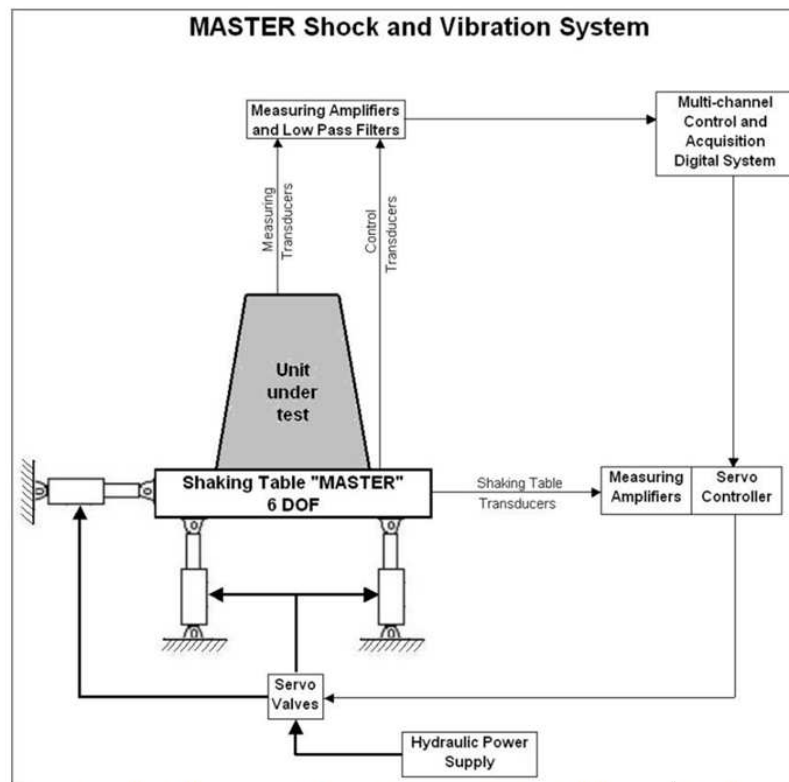 MASTER Shock and Vibration System
Measuring Amplifiers
and Low Pass Filters
Multi-channel
Control and
Acquisition
Digital System
Measuring
Transducers
Control
Transducers
Unit
under
test
Shaking Table "MASTER"
6 DOF
Shaking Table
Transducers
Measuring
Amplifiers
Servo
Controller
Servo
Valves
Hydraulic Power
Supply